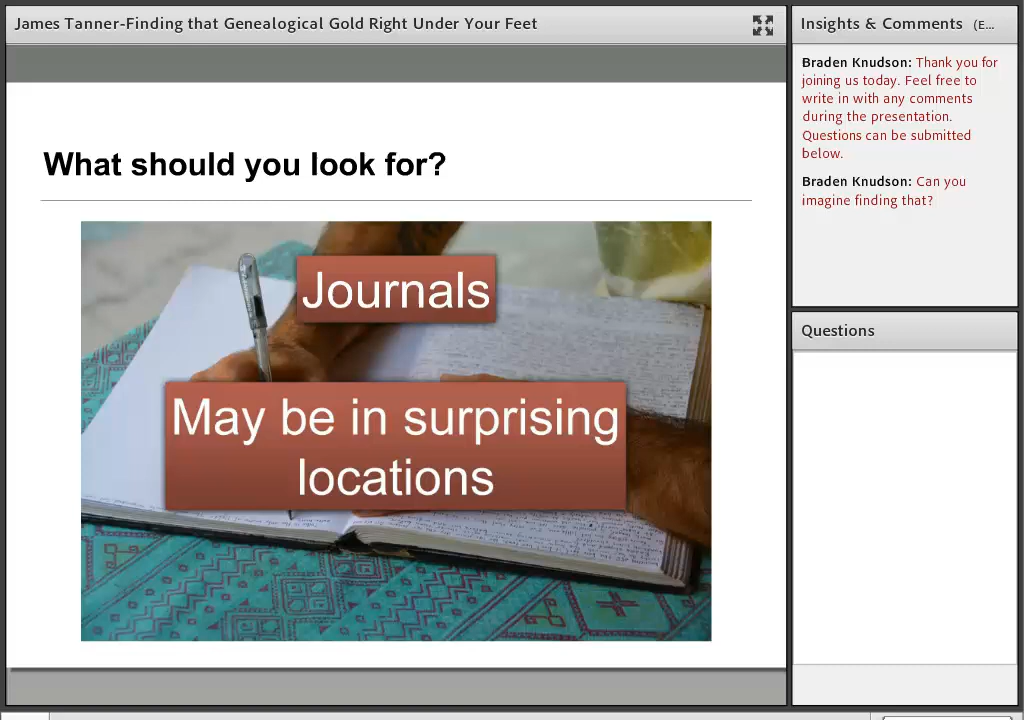 James Tanner-Finding that Genealogical Gold Right Under Your Feet
What should you look for?
Journals
May be in surprising
locations
Insights & Comments (E...
Braden Knudson: Thank you for
joining us today. Feel free to
write in with any comments
during the presentation.
Questions can be submitted
below.
Braden Knudson: Can you
imagine finding that?
Questions